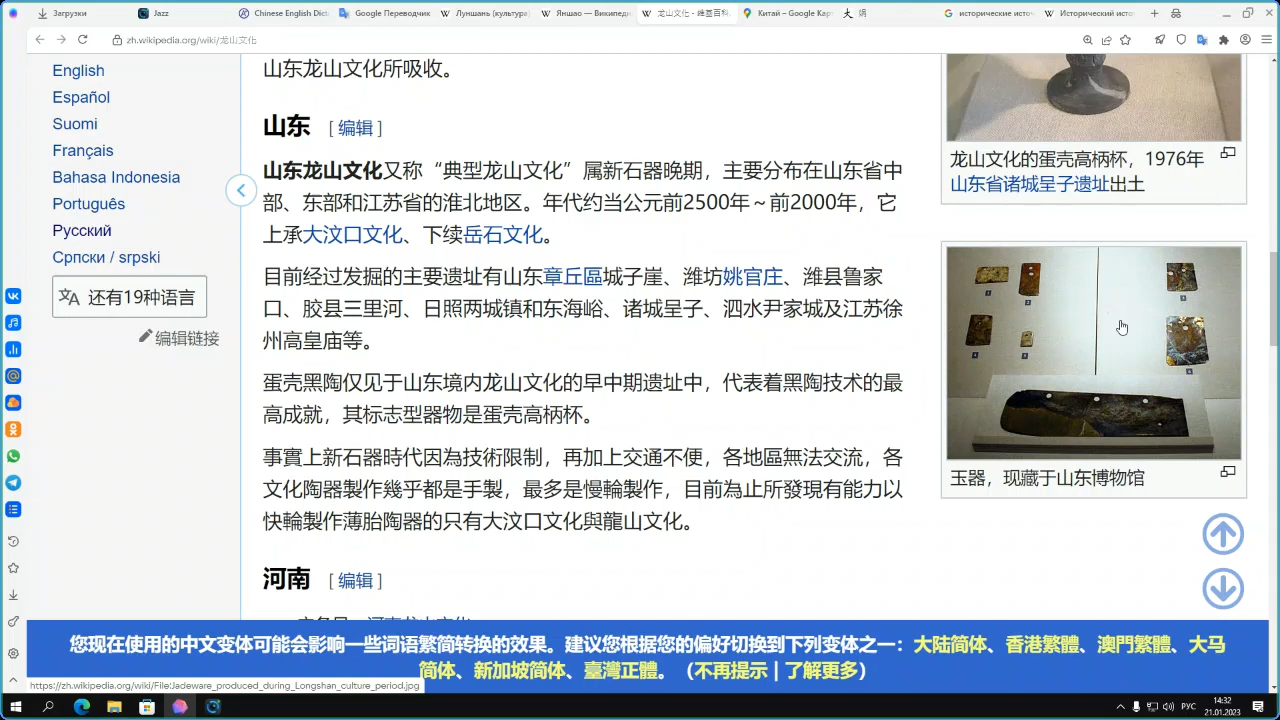 Загрузки
Jazz
Chinese English Dict
Google Переводчик
Луншань (культура
Яншао — Википеди
龙山文化 - 维基百科,
Китай – Google Кар
исторические исто
Исторический исто
zh.wikipedia.org/wiki/龙山文化
English
Español
Suomi
Français
Bahasa Indonesia
Português
Русский
Српски / srpski
还有19种语言
编辑链接
山东龙山文化所吸收。
山东 [编辑]
山东龙山文化又称“典型龙山文化”属新石器晚期，主要分布在山东省中
部、东部和江苏省的淮北地区。年代约当公元前2500年～前2000年，它
上承大汶口文化、下续岳石文化。
目前经过发掘的主要遗址有山东章丘區城子崖、潍坊姚官庄、潍县鲁家
口、胶县三里河、日照两城镇和东海峪、诸城呈子、泗水尹家城及江苏徐
州高皇庙等。
蛋壳黑陶仅见于山东境内龙山文化的早中期遗址中，代表着黑陶技术的最
高成就，其标志型器物是蛋壳高柄杯。
事實上新石器時代因為技術限制，再加上交通不便，各地區無法交流，各
文化陶器製作幾乎都是手製，最多是慢輪製作，目前為止所發現有能力以
快輪製作薄胎陶器的只有大汶口文化與龍山文化。
河南 [编辑]
龙山文化的蛋壳高柄杯，1976年
山东省诸城呈子遗址出土
玉器，现藏于山东博物馆
您现在使用的中文变体可能会影响一些词语繁简转换的效果。建议您根据您的偏好切换到下列变体之一：大陆简体、香港繁體、澳門繁體、大马
简体、新加坡简体、臺灣正體。（不再提示 | 了解更多）
https://zh.wikipedia.org/wiki/File:Jadeware_produced_during_Longshan_culture_period.jpg
РУС
14:32
21.01.2023